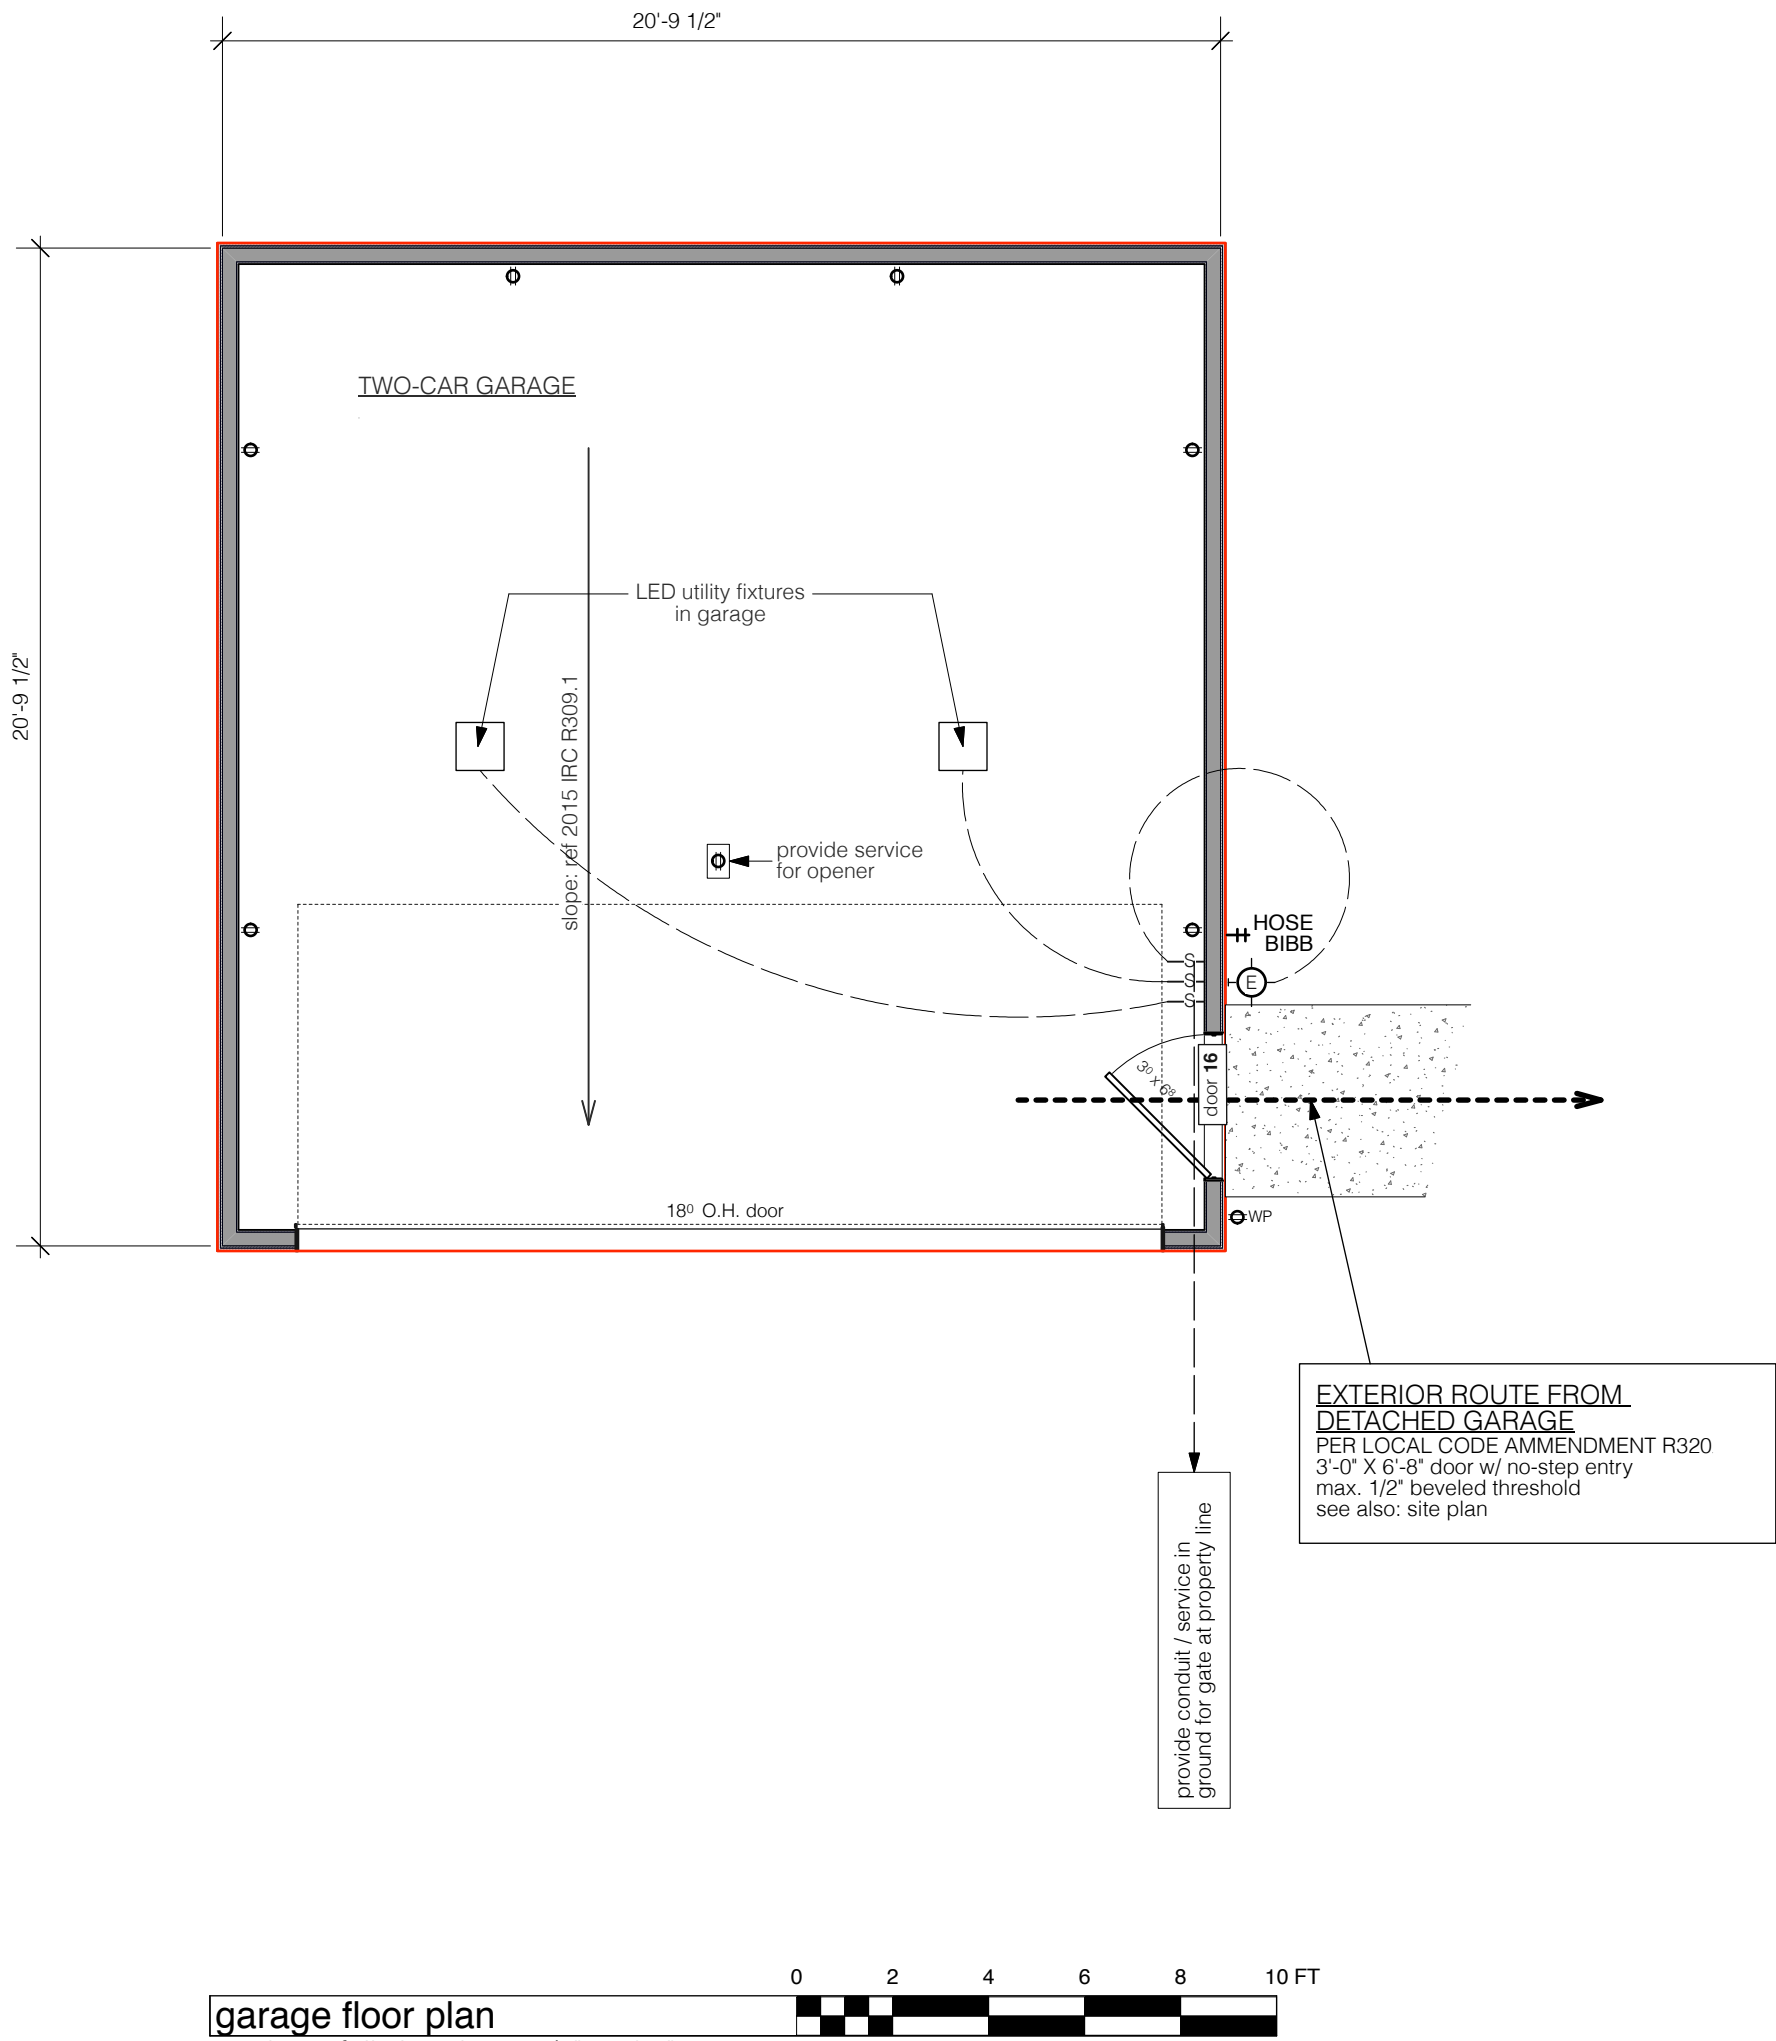 20'-9 1/2"
20'-9 1/2"
TWO-CAR GARAGE
LED utility fixtures
in garage
slope: ref 2015 IRC R309.1
provide service
for opener
HOSE
BIBB
S
S
S
E
3⁰ X 6⁸
door 16
18⁰ O.H. door
WP
EXTERIOR ROUTE FROM
DETACHED GARAGE
PER LOCAL CODE AMMENDMENT R320
3'-0" X 6'-8" door w/ no-step entry
max. 1/2" beveled threshold
see also: site plan
provide conduit / service in
ground for gate at property line
0 2 4 6 8 10 FT
garage floor plan